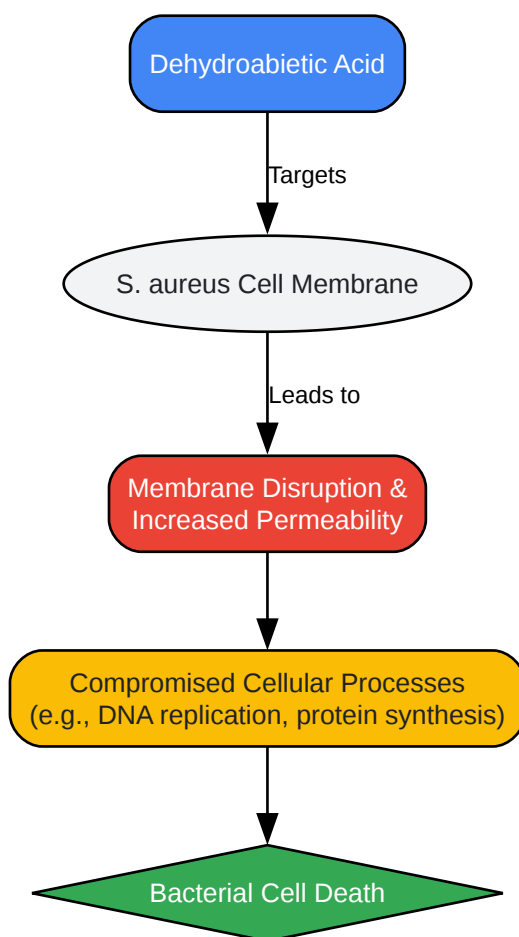 Dehydroabietic Acid
Targets
S. aureus Cell Membrane
Leads to
Membrane Disruption &
Increased Permeability
Compromised Cellular Processes
(e.g., DNA replication, protein synthesis)
Bacterial Cell Death